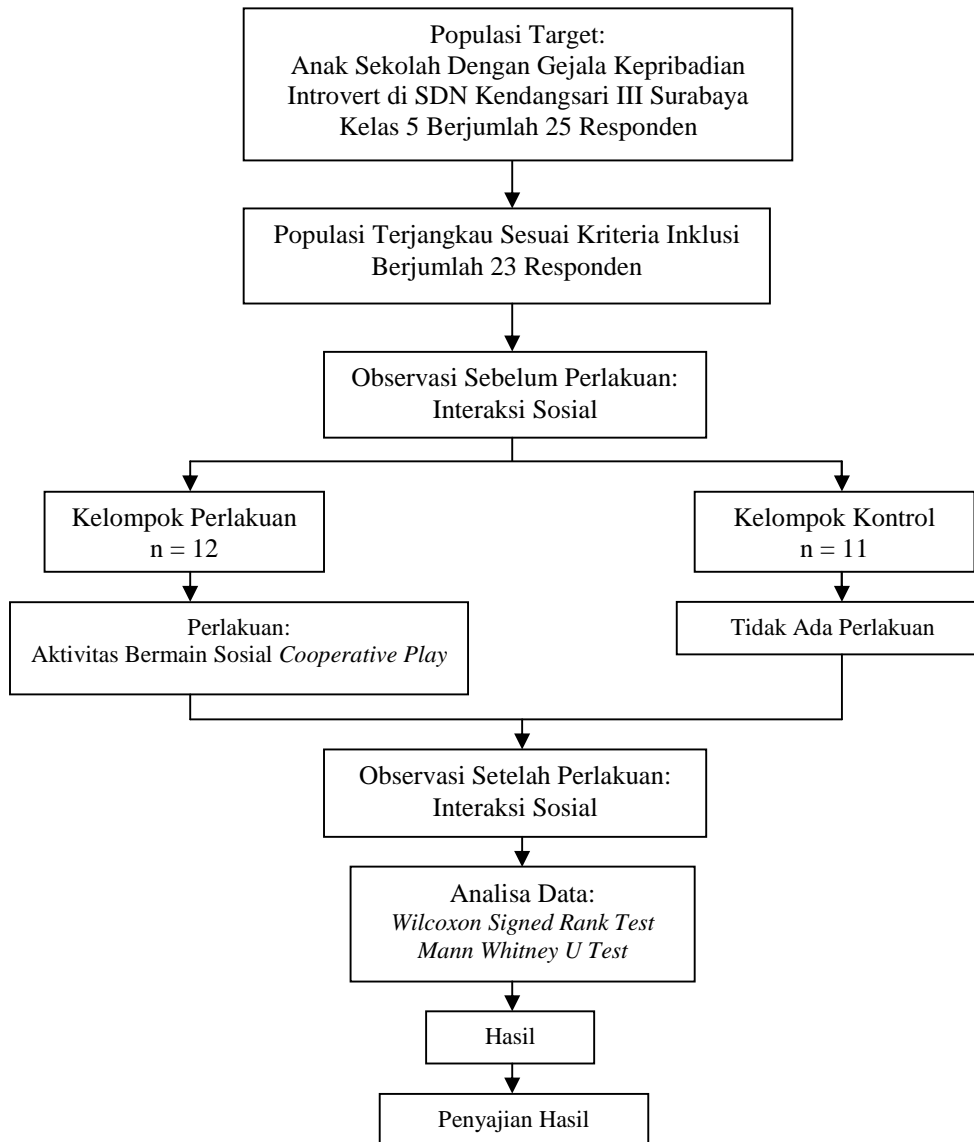 Populasi Target:
Anak Sekolah Dengan Gejala Kepribadian
Introvert di SDN Kendangsari III Surabaya
Kelas 5 Berjumlah 25 Responden
Populasi Terjangkau Sesuai Kriteria Inklusi
Berjumlah 23 Responden
Observasi Sebelum Perlakuan:
Interaksi Sosial
Kelompok Perlakuan
n = 12
Kelompok Kontrol
n = 11
Perlakuan:
Aktivitas Bermain Sosial Cooperative Play
Tidak Ada Perlakuan
Observasi Setelah Perlakuan:
Interaksi Sosial
Analisa Data:
Wilcoxon Signed Rank Test
Mann Whitney U Test
Hasil
Penyajian Hasil